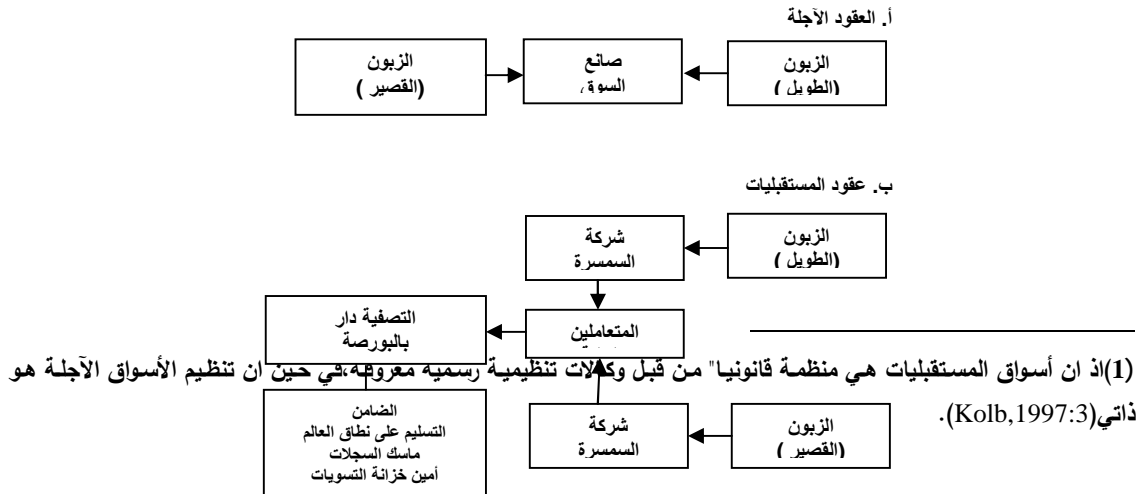 أ. العقود الآجلة
الزبون
(الطويل )
صانع
السوق
الزبون
(القصير )
ب. عقود المستقبليات
الزبون
(الطويل )
شركة
السمسرة
المتعاملين
التصفية دار
بالبورصة
(1)اذ ان أسواق المستقبليات هي منظمة قانونيا" من قبل وكالات تنظيمية رسمية معروفة،في حين ان تنظيم الأسواق الآجلة هو
ذاتي(Kolb,1997:3).
الضامن
التسليم على نطاق العالم
ماسك السجلات
أمين خزانة التسويات
شركة
السمسرة
الزبون
(القصير )